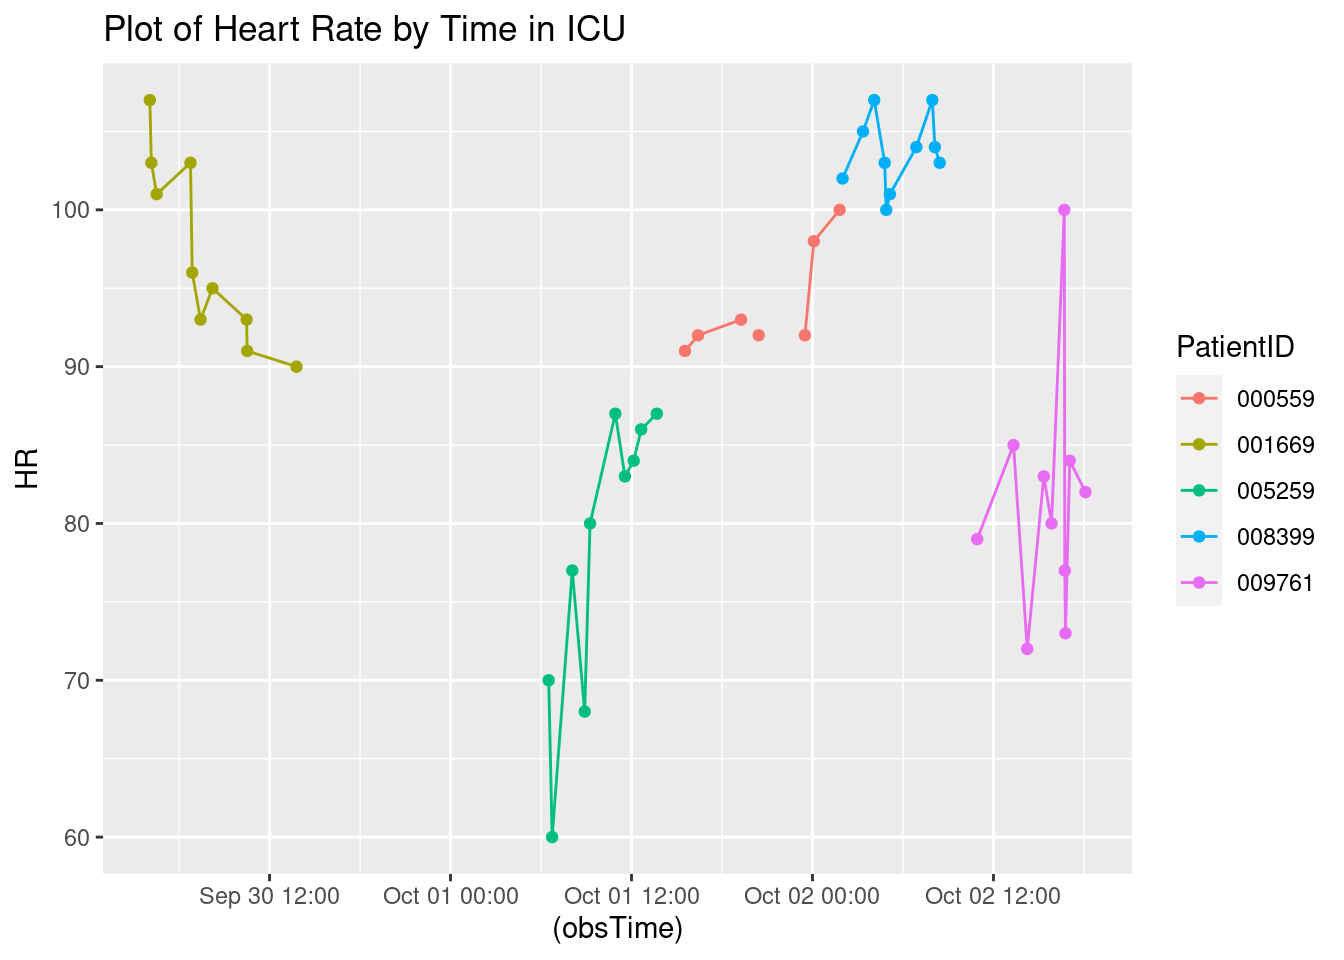 Plot of Heart Rate by Time in ICU
HR
100
90
80
70
60
Sep 30 12:00
Oct 01 00:00
Oct 01 12:00
Oct 02 00:00
Oct 02 12:00
(obsTime)
PatientID
000559
001669
005259
008399
009761